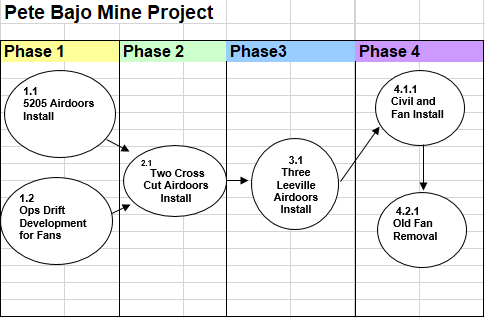 Pete Bajo Mine Project
Phase 1
Phase 2
Phase3
Phase 4
1.1
5205 Airdoors
Install
1.2
Ops Drift
Development
for Fans
2.1
Two Cross
Cut Airdoors
Install
3.1
Three
Leeville
Airdoors
Install
4.1.1
Civil and
Fan Install
4.2.1
Old Fan
Removal